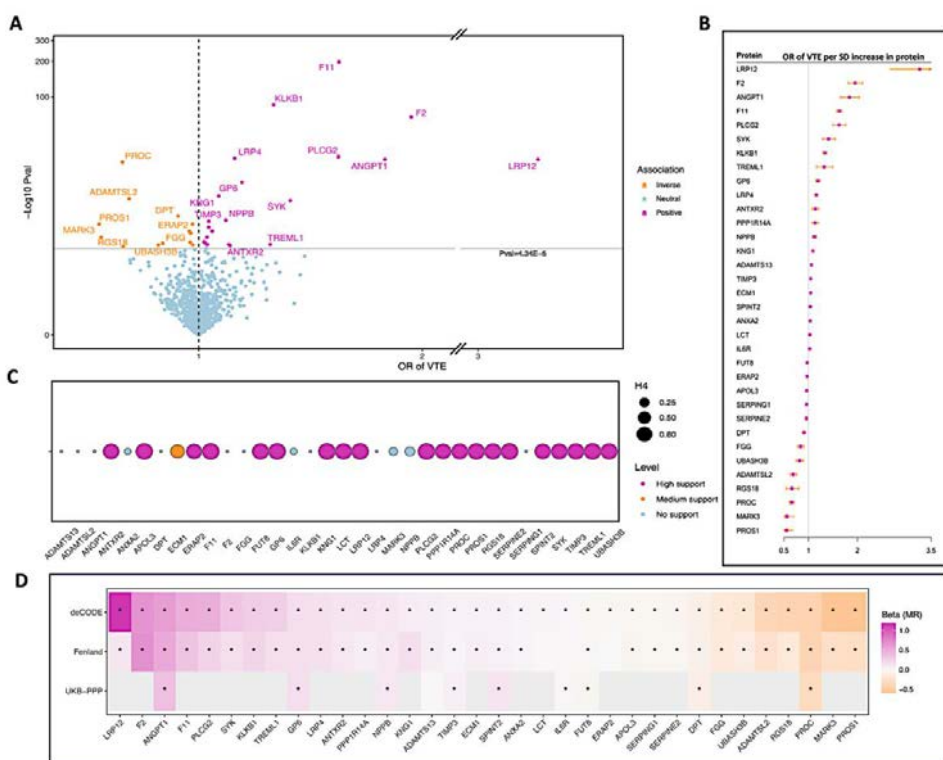 A
B
300
200
100
0
-Log10 Pval
F11
KLKB1
F2
PROC
LRP4
PLCG2
ANGPT1
LRP12
ADAMTSL2
GP6
KNG1
SYK
DPT
TIMP3
NPPB
PROS1
ERAP2
MARK3
FGG
TREML1
RGS18
UBASH3B
ANTXR2
1
2
3
OR of VTE
Association
Inverse
Neutral
Positive
Protein OR of VTE per SD increase in protein
LRP12
F2
ANGPT1
F11
PLCG2
SYK
KLKB1
TREML1
GP6
LRP4
ANTXR2
PPP1R14A
NPPB
KNG1
ADAMTS13
TIMP3
ECM1
SPINT2
ANXA2
LCT
IL6R
FUT8
ERAP2
APOL3
SERPING1
SERPINE2
DPT
FGG
UBASH3B
ADAMTSL2
RGS18
PROC
MARK3
PROS1
0.5 1 2 3.5
C
H4
0.25
0.50
0.80
Level
High support
Medium support
No support
ADAMTS13
ADAMTSL2
ANGPT1
ANTXR2
ANXA2
APOL3
DPT
ECM1
ERAP2
F11
F2
FGG
FUT8
GP6
IL6R
KLKB1
KNG1
LCT
LRP12
LRP4
MARK3
NPPB
PLCG2
PPP1R14A
PROC
PROS1
RGS18
SERPINE2
SERPING1
SPINT2
SYK
TIMP3
TREML1
UBASH3B
D
deCODE
Fenland
UKB-PPP
LRP12
F2
ANGPT1
F11
PLCG2
SYK
KLKB1
TREML1
GP6
LRP4
ANTXR2
PPP1R14A
NPPB
KNG1
ADAMTS13
TIMP3
ECM1
SPINT2
ANXA2
LCT
IL6R
FUT8
ERAP2
APOL3
SERPING1
SERPINE2
DPT
FGG
UBASH3B
ADAMTSL2
RGS18
PROC
MARK3
PROS1
Beta (MR)
1.0
0.5
0.0
-0.5